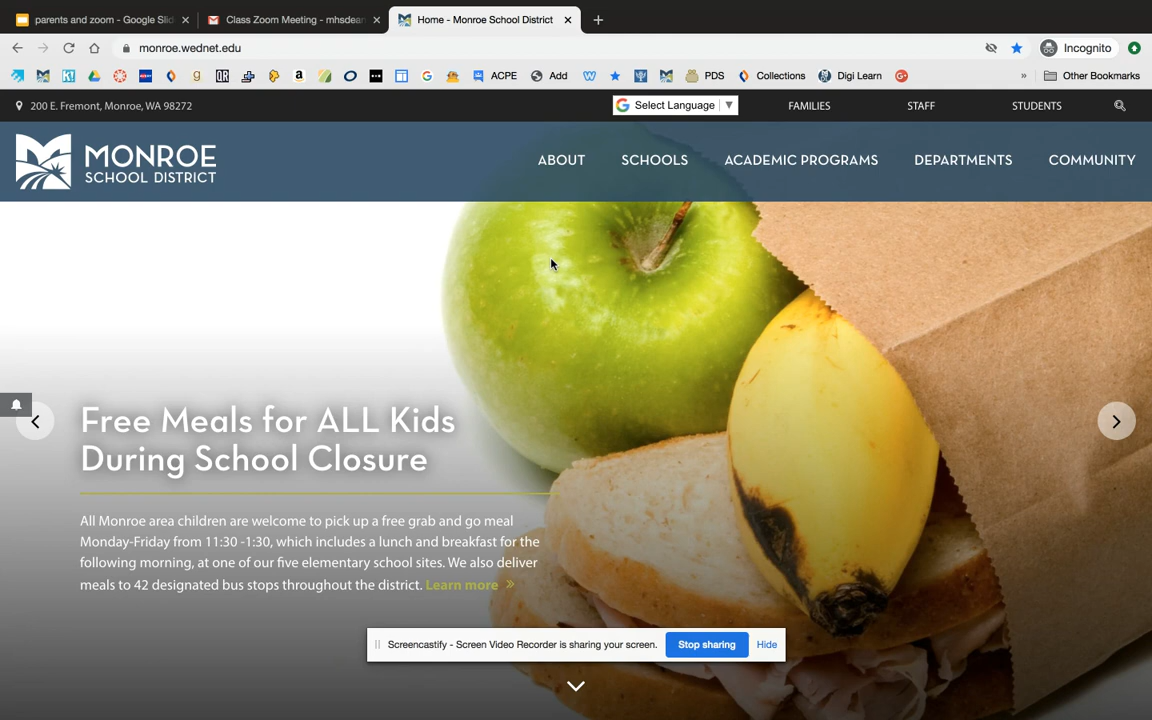 parents and zoom - Google Slid
Class Zoom Meeting - mhsdean
Home - Monroe School District
monroe.wednet.edu
Incognito
K!
g
OR
a
G
ACPE
Add
PDS
Collections
Digi Learn
G+
»
Other Bookmarks
200 E. Fremont, Monroe, WA 98272
G Select Language ▼
FAMILIES
STAFF
STUDENTS
MONROE
SCHOOL DISTRICT
ABOUT
SCHOOLS
ACADEMIC PROGRAMS
DEPARTMENTS
COMMUNITY
Free Meals for ALL Kids
During School Closure
All Monroe area children are welcome to pick up a free grab and go meal
Monday-Friday from 11:30 -1:30, which includes a lunch and breakfast for the
following morning, at one of our five elementary school sites. We also deliver
meals to 42 designated bus stops throughout the district. Learn more »
Screencastify - Screen Video Recorder is sharing your screen.
Stop sharing
Hide